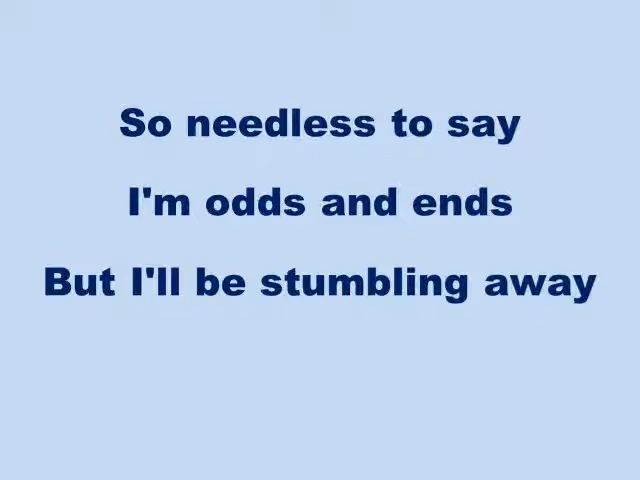 So needless to say
I'm odds and ends
But I'll be stumbling away